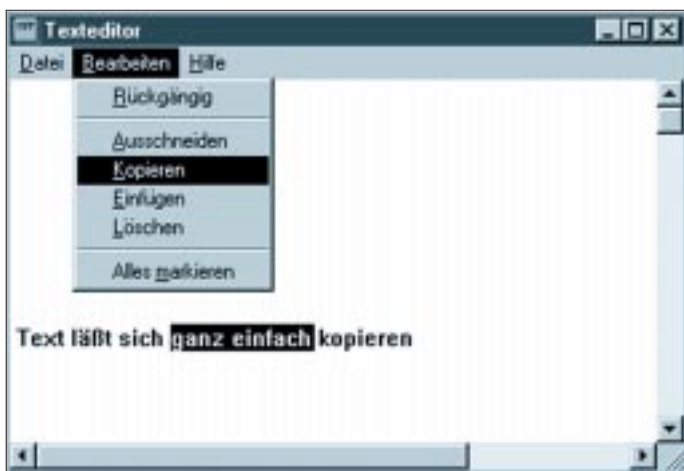 Texteditor
Datei Bearbeiten Hilfe
Rückgängig
Ausschneiden
Kopieren
Einfügen
Löschen
Alles markieren
Text läßt sich ganz einfach kopieren